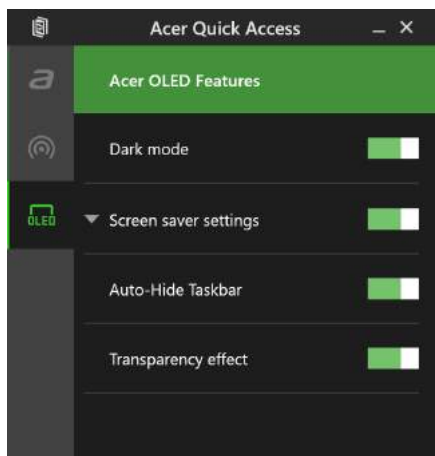 Acer Quick Access
a
Acer OLED Features
Dark mode
OLED
Screen saver settings
Auto-Hide Taskbar
Transparency effect